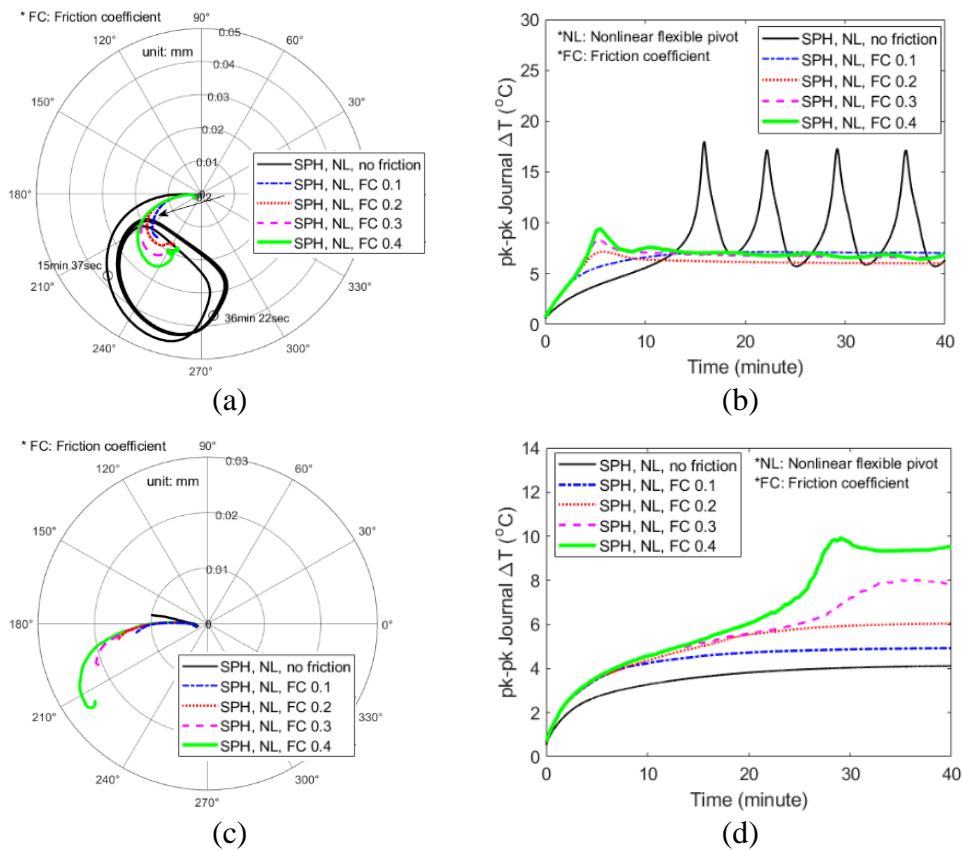 * FC: Friction coefficient
unit: mm
90°
60°
30°
300°
270°
240°
210°
180°
150°
120°
0.05
0.04
0.03
0.02
0.01
0
SPH, NL, no friction
SPH, NL, FC 0.1
SPH, NL, FC 0.2
SPH, NL, FC 0.3
SPH, NL, FC 0.4
15min 37sec
36min 22sec
(a)
*NL: Nonlinear flexible pivot
*FC: Friction coefficient
SPH, NL, no friction
SPH, NL, FC 0.1
SPH, NL, FC 0.2
SPH, NL, FC 0.3
SPH, NL, FC 0.4
pk-pk Journal ΔT (°C)
30
25
20
15
10
5
0
0 10 20 30 40
Time (minute)
(b)
* FC: Friction coefficient
unit: mm
90°
60°
30°
0°
330°
300°
270°
240°
210°
180°
150°
120°
0.03
0.02
0.01
0
SPH, NL, no friction
SPH, NL, FC 0.1
SPH, NL, FC 0.2
SPH, NL, FC 0.3
SPH, NL, FC 0.4
(c)
SPH, NL, no friction
SPH, NL, FC 0.1
SPH, NL, FC 0.2
SPH, NL, FC 0.3
SPH, NL, FC 0.4
*NL: Nonlinear flexible pivot
*FC: Friction coefficient
pk-pk Journal ΔT (°C)
14
12
10
8
6
4
2
0
0 10 20 30 40
Time (minute)
(d)